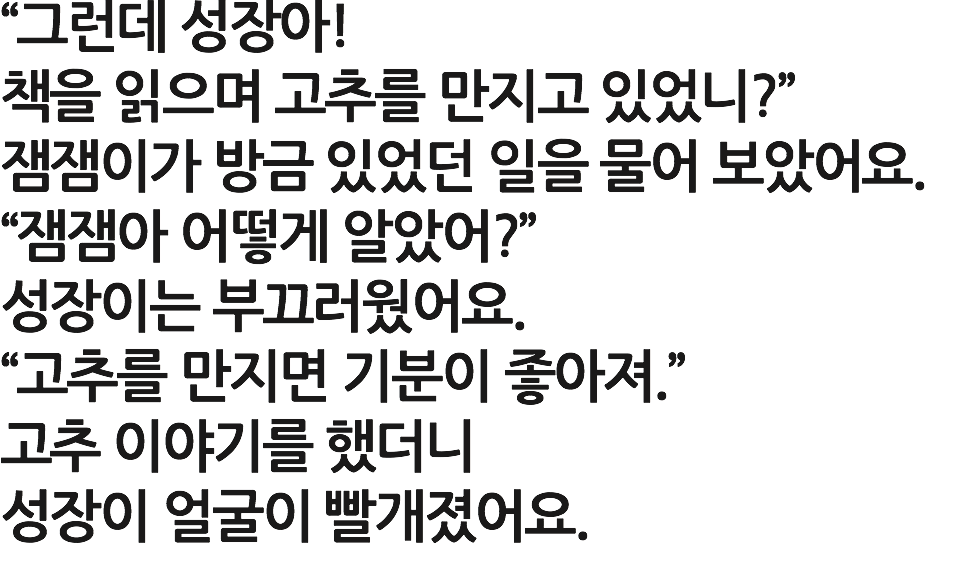 “그런데 성장아!
책을 읽으며 고추를 만지고 있었니?”
잼잼이가 방금 있었던 일을 물어 보았어요.
“잼잼아 어떻게 알았어?”
성장이는 부끄러웠어요.
“고추를 만지면 기분이 좋아져.”
고추 이야기를 했더니
성장이 얼굴이 빨개졌어요.